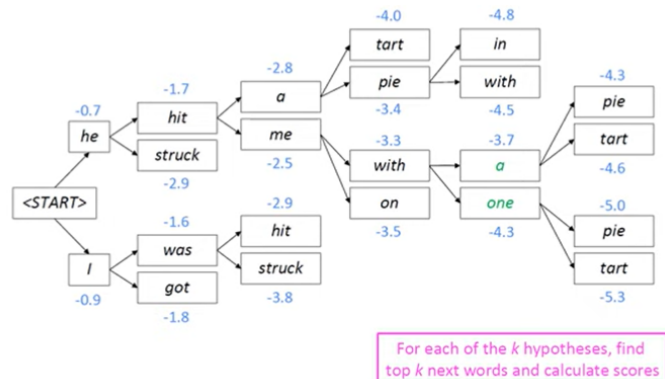 -4.0 -4.8
tart in
-2.8
-1.7 a pie with -4.3
-0.7 hit -3.4 -4.5 pie
he me -3.3 -3.7
struck -2.5 with a tart
-2.9 -4.6
<START> on one
-1.6 -2.9 -3.5 -4.3 -5.0
was hit pie
I
got struck tart
-0.9 -1.8 -3.8 -5.3
For each of the k hypotheses, find
top k next words and calculate scores